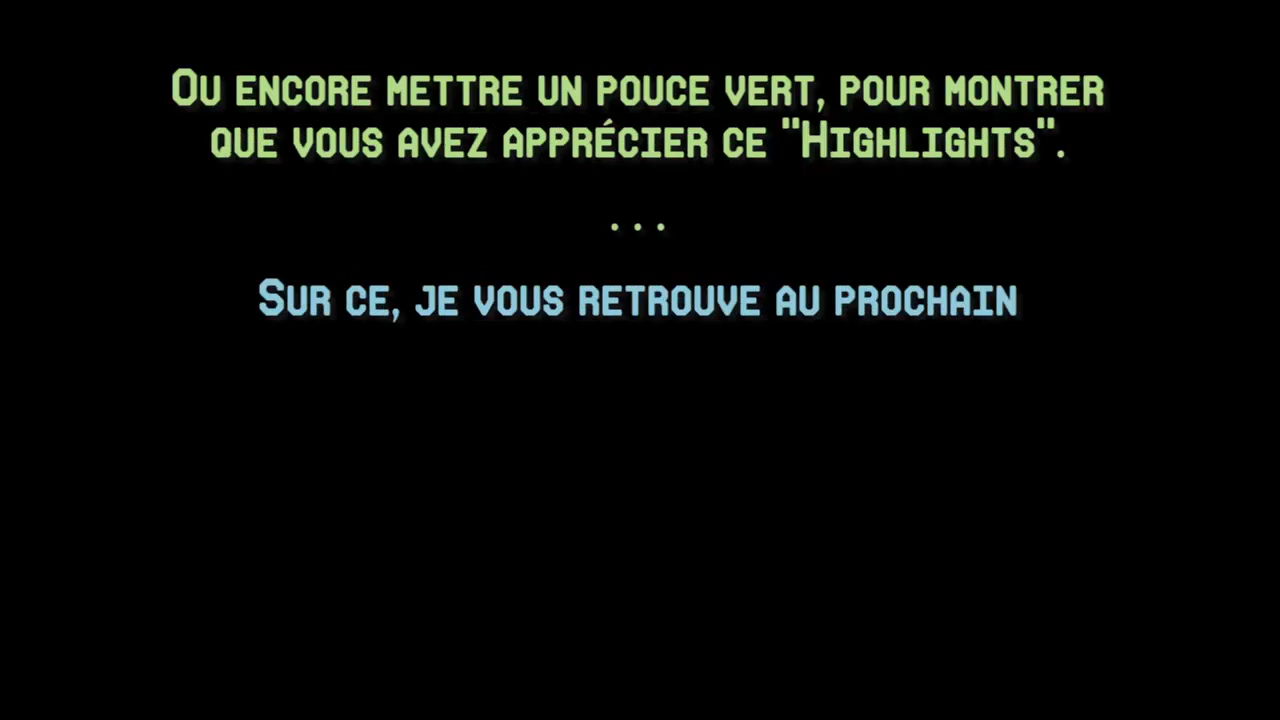 Ou encore mettre un pouce vert, pour montrer
que vous avez apprécier ce "Highlights".
...
Sur ce, je vous retrouve au prochain